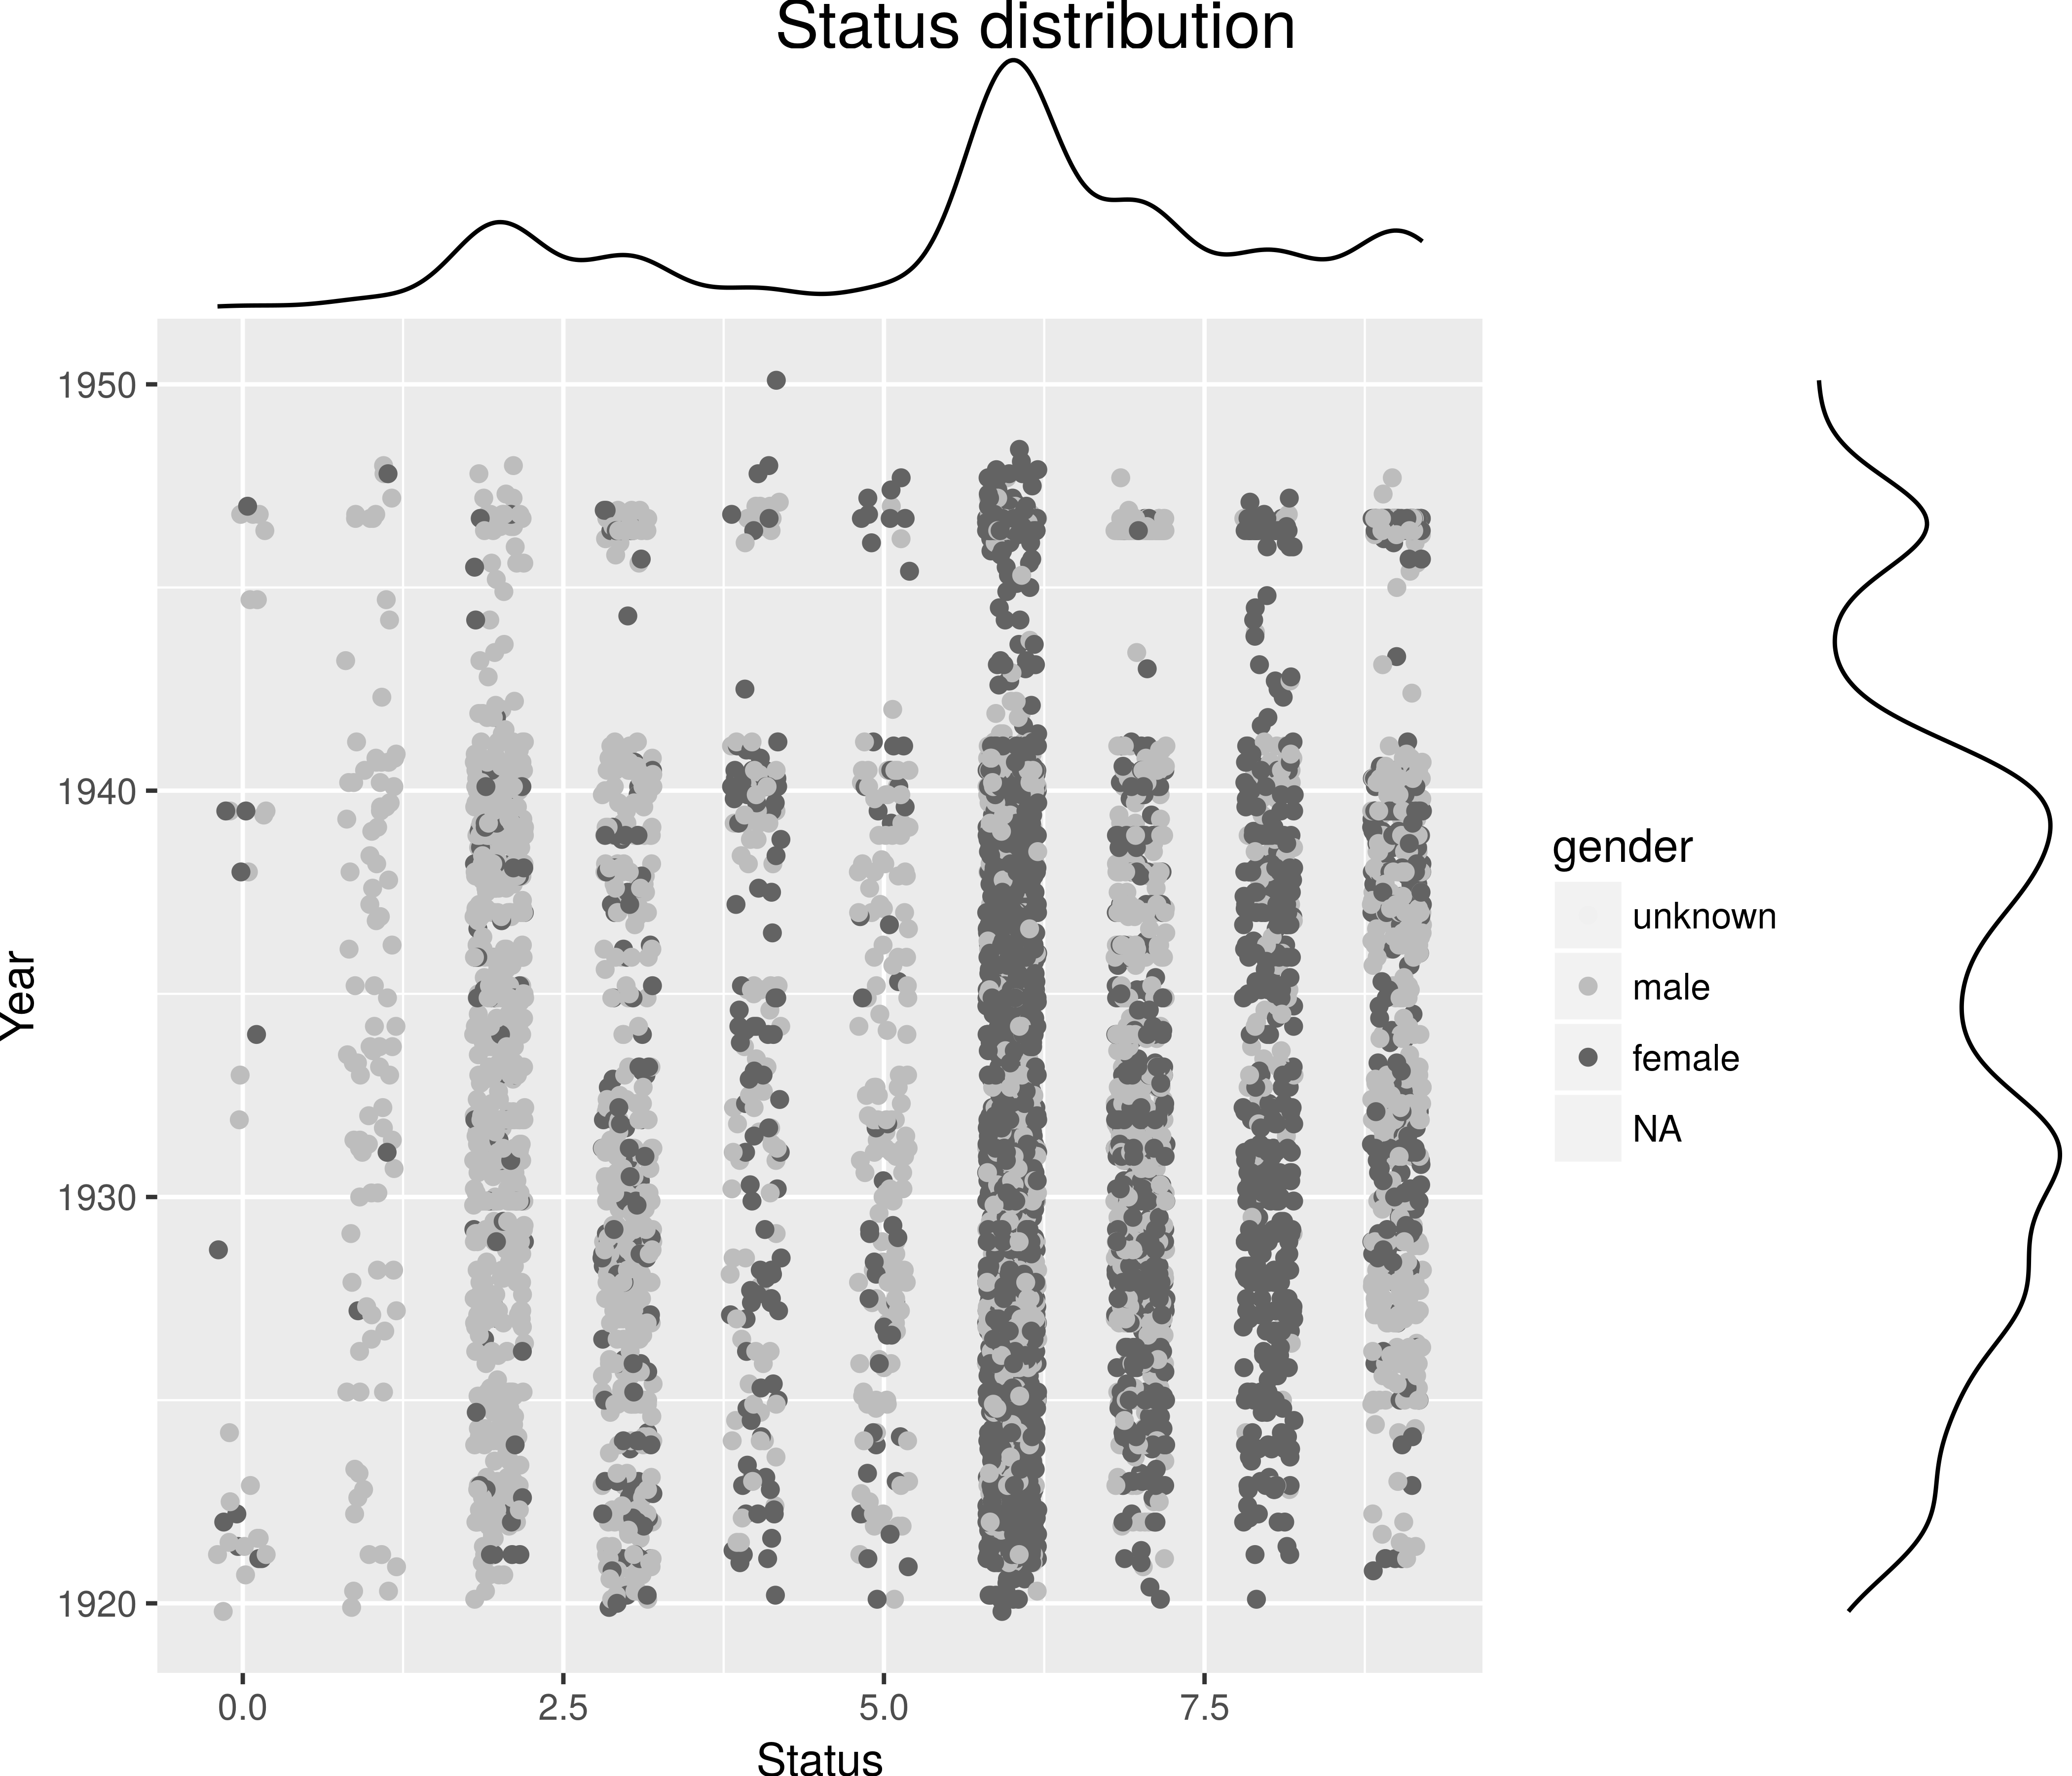 Status distribution
1950
1940
1930
1920
Year
0.0 2.5 5.0 7.5
Status
gender
unknown
male
female
NA